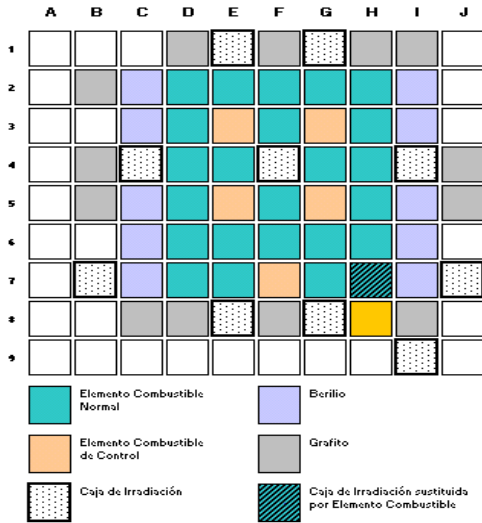 A B C D E F G H I J
1
2
3
4
5
6
7
8
9
Elemento Combustible
Normal
Berilio
Elemento Combustible
de Control
Grafito
Caja de Irradiación
Caja de Irradiación sustituida
por Elemento Combustible